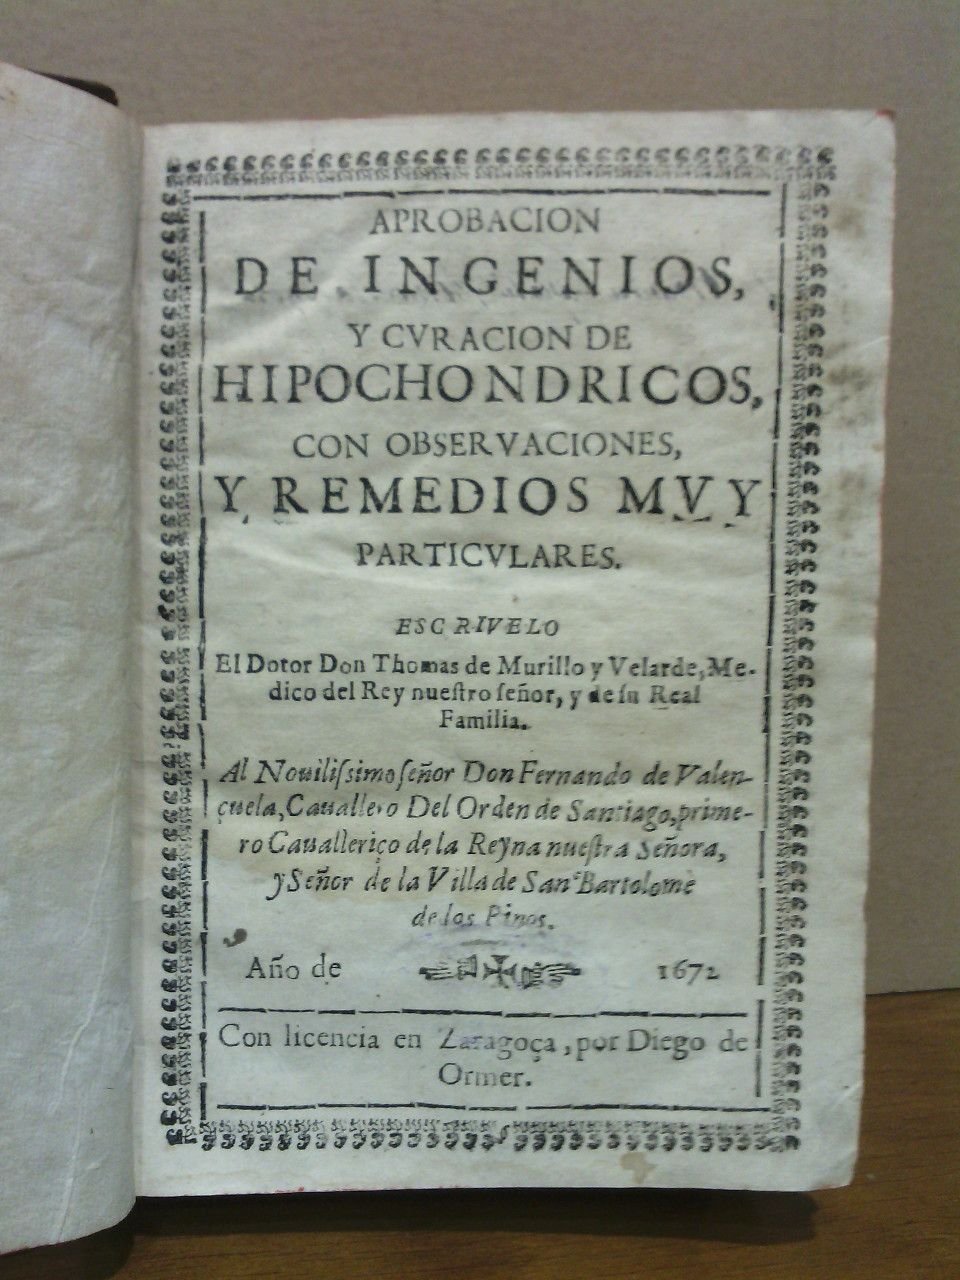 APROBACION
DE INGENIOS,
Y CVRACION DE
HIPOCHONDRICOS,
CON OBSERVACIONES,
Y REMEDIOS MVY
PARTICVLARES.
ESCRIVELO
El Dotor Don Thomas de Murillo y Velarde, Me-
dico del Rey nueſtro ſeñor, y de ſu Real
Familia.
Al Nouiliſsimo ſeñor Don Fernando de Valen-
çuela, Cauallero Del Orden de Santiago, prime-
ro Caualleriço de la Reyna nueſtra Señora,
y Señor de la Villa de San Bartolome
de los Pinos.
Año de 1672
Con licencia en Zaragoça, por Diego de
Ormer.